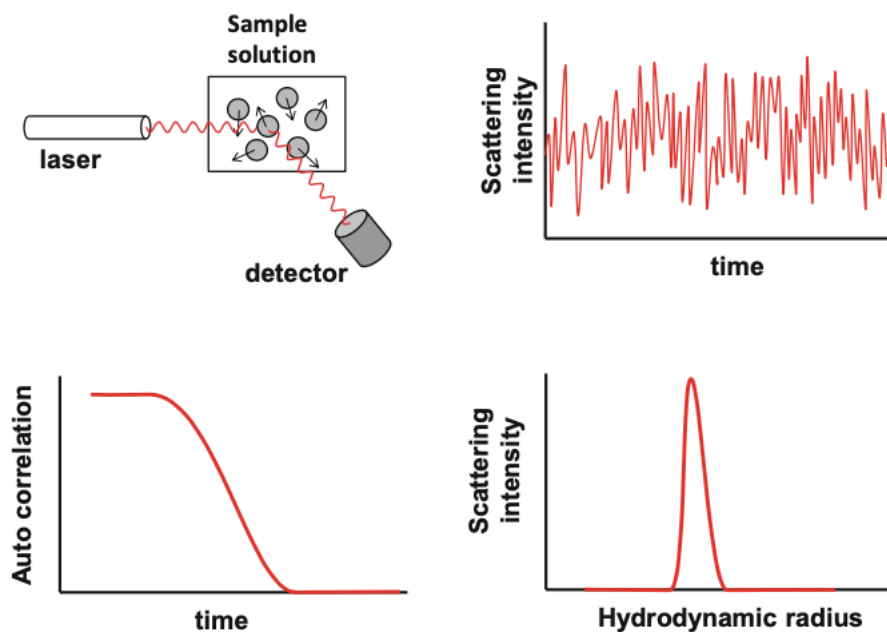 Sample
solution
laser
detector
Scattering
intensity
time
Auto correlation
time
Scattering
intensity
Hydrodynamic radius